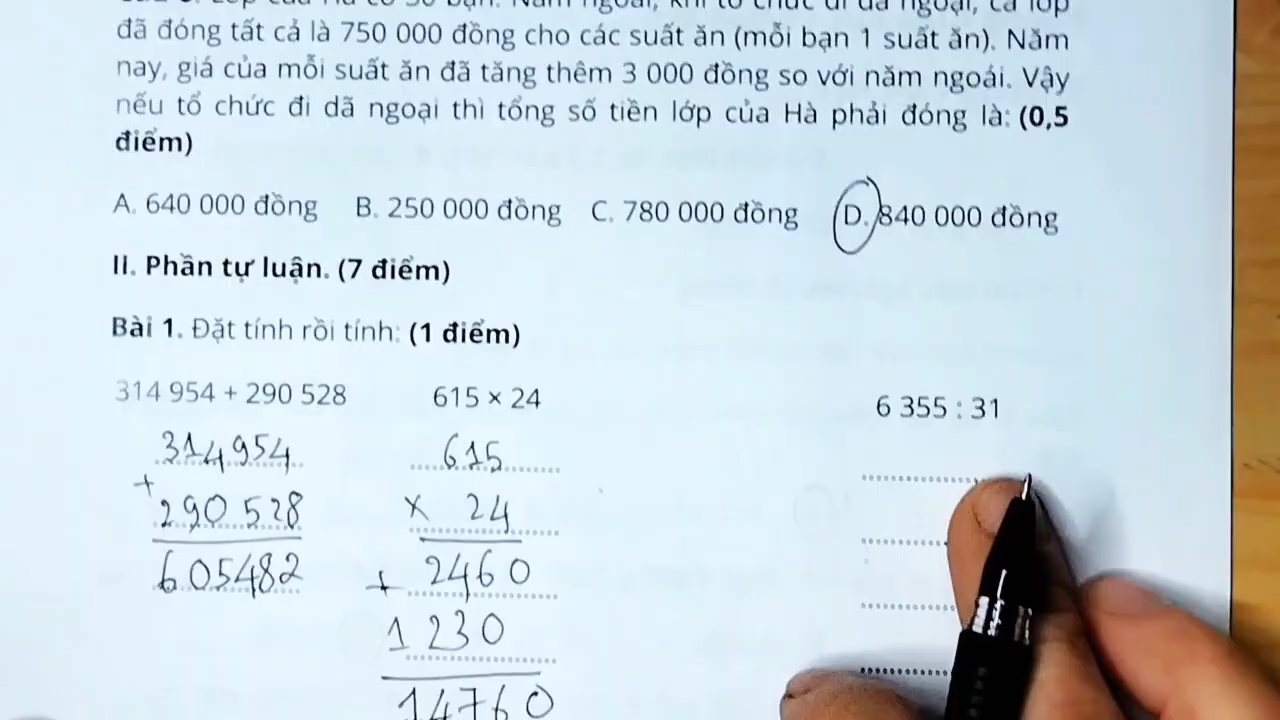 đã đóng tất cả là 750 000 đồng cho các suất ăn (mỗi bạn 1 suất ăn). Năm
nay, giá của mỗi suất ăn đã tăng thêm 3 000 đồng so với năm ngoái. Vậy
nếu tổ chức đi dã ngoại thì tổng số tiền lớp của Hà phải đóng là: (0,5
điểm)
A. 640 000 đồng B. 250 000 đồng C. 780 000 đồng D. 840 000 đồng
II. Phần tự luận. (7 điểm)
Bài 1. Đặt tính rồi tính: (1 điểm)
314 954 + 290 528 615 × 24 6 355 : 31
314954 615
+
290 528 × 24
605482 + 2460
1230
14760